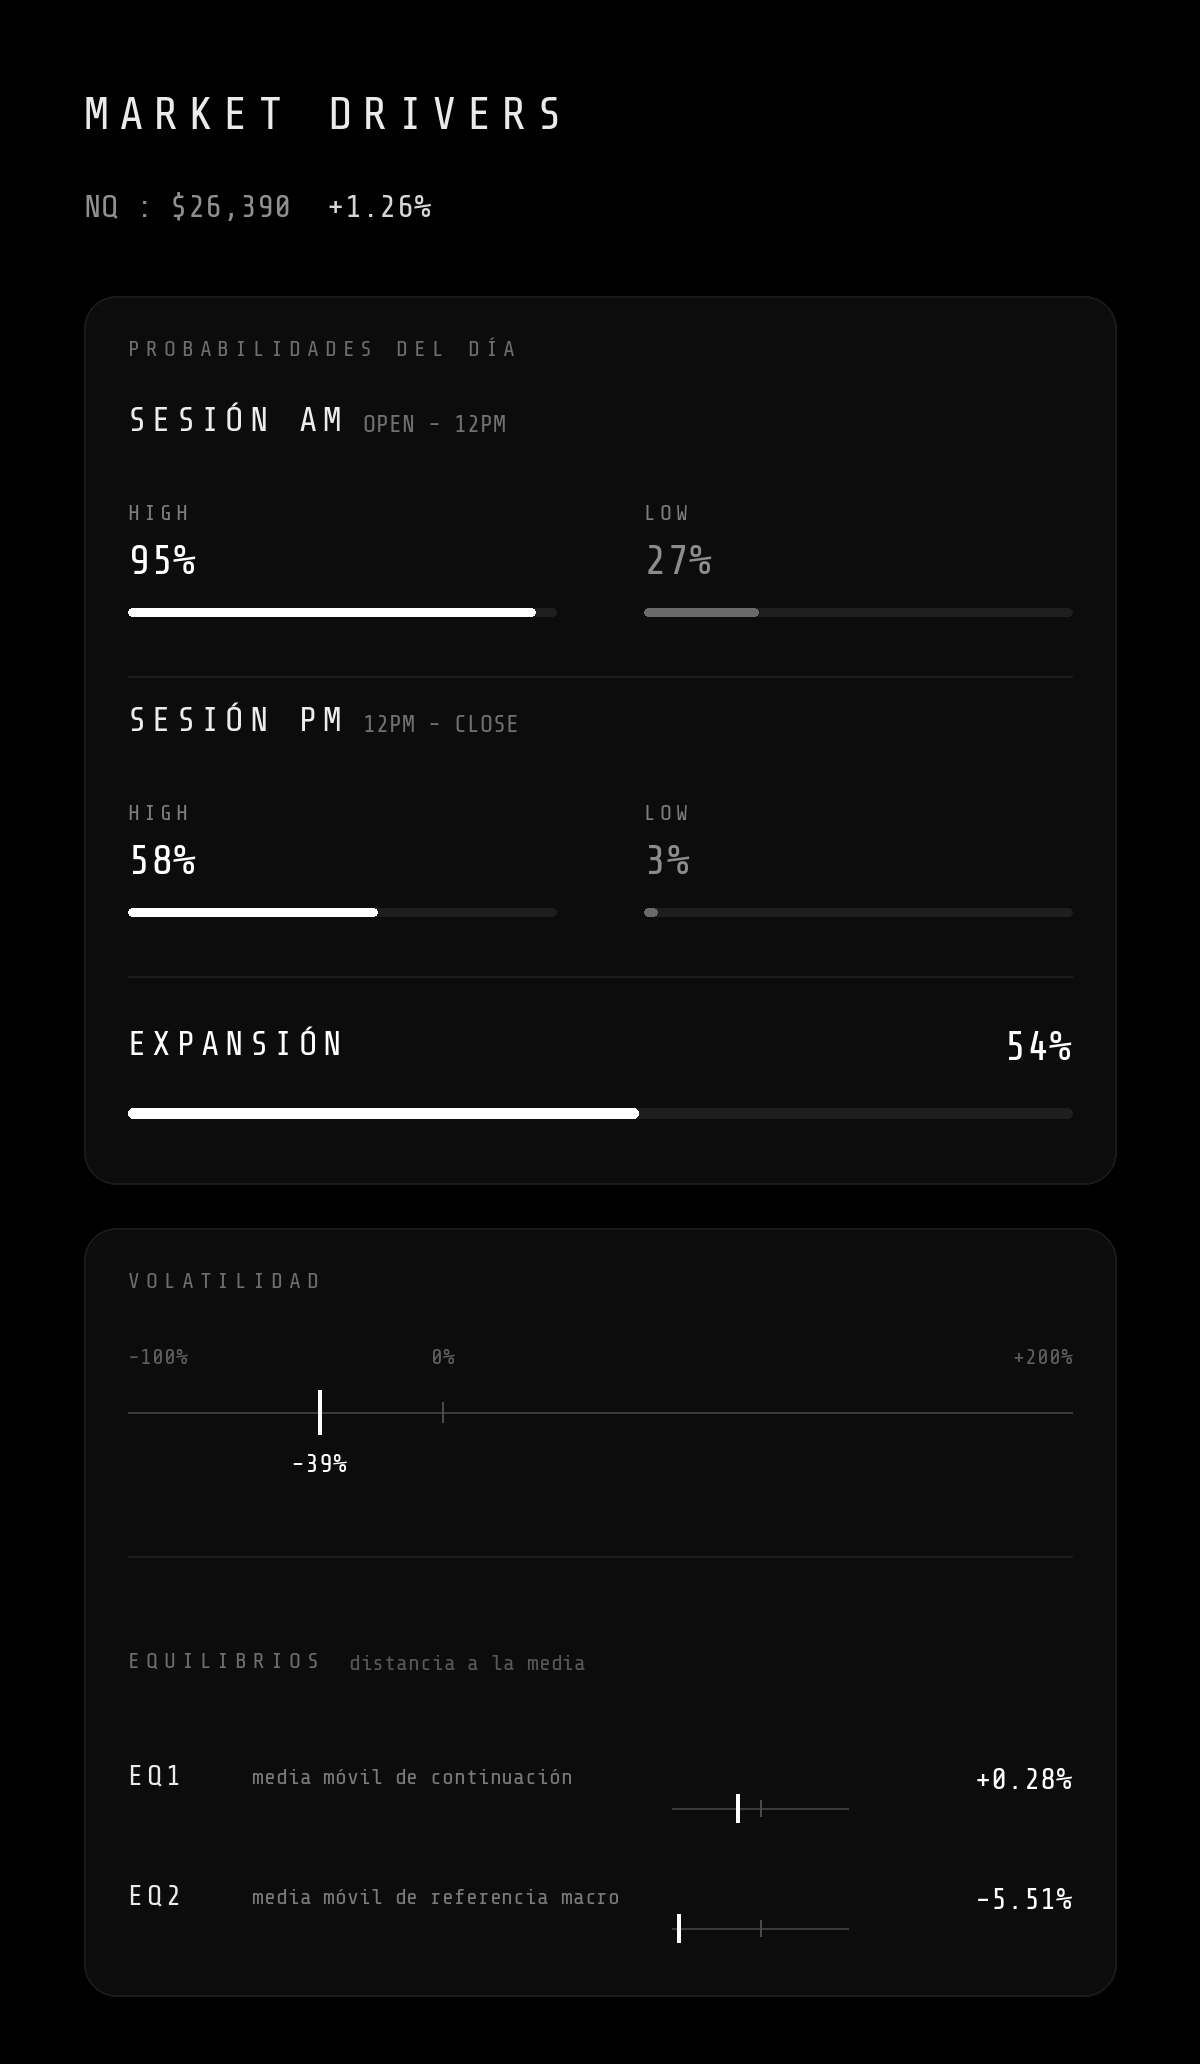 MARKET DRIVERS
NQ : $26,390 +1.26%
PROBABILIDADES DEL DÍA
SESIÓN AM OPEN – 12PM
HIGH LOW
95% 27%
SESIÓN PM 12PM – CLOSE
HIGH LOW
58% 3%
EXPANSIÓN 54%
VOLATILIDAD
-100% 0% +200%
-39%
EQUILIBRIOS distancia a la media
EQ1 media móvil de continuación +0.28%
EQ2 media móvil de referencia macro -5.51%